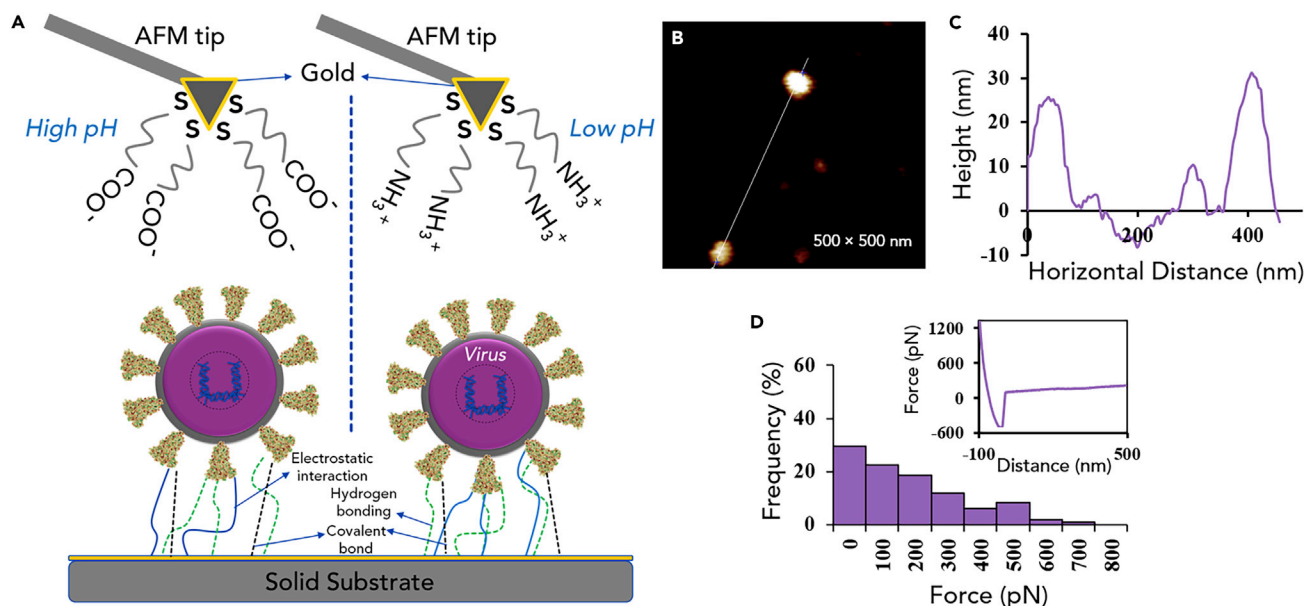 A
AFM tip
AFM tip
Gold
High pH
Low pH
S S
S S
S S
S S
COO-
COO-
COO-
COO-
NH3+
NH3+
NH3+
NH3+
Virus
Electrostatic
interaction
Hydrogen
bonding
Covalent
bond
Solid Substrate
B
500 × 500 nm
C
40
30
20
10
0
-10
0
200
400
Height (nm)
Horizontal Distance (nm)
D
60
40
20
0
Frequency (%)
0
100
200
300
400
500
600
700
800
Force (pN)
1200
600
0
-600
Force (pN)
-100
500
Distance (nm)